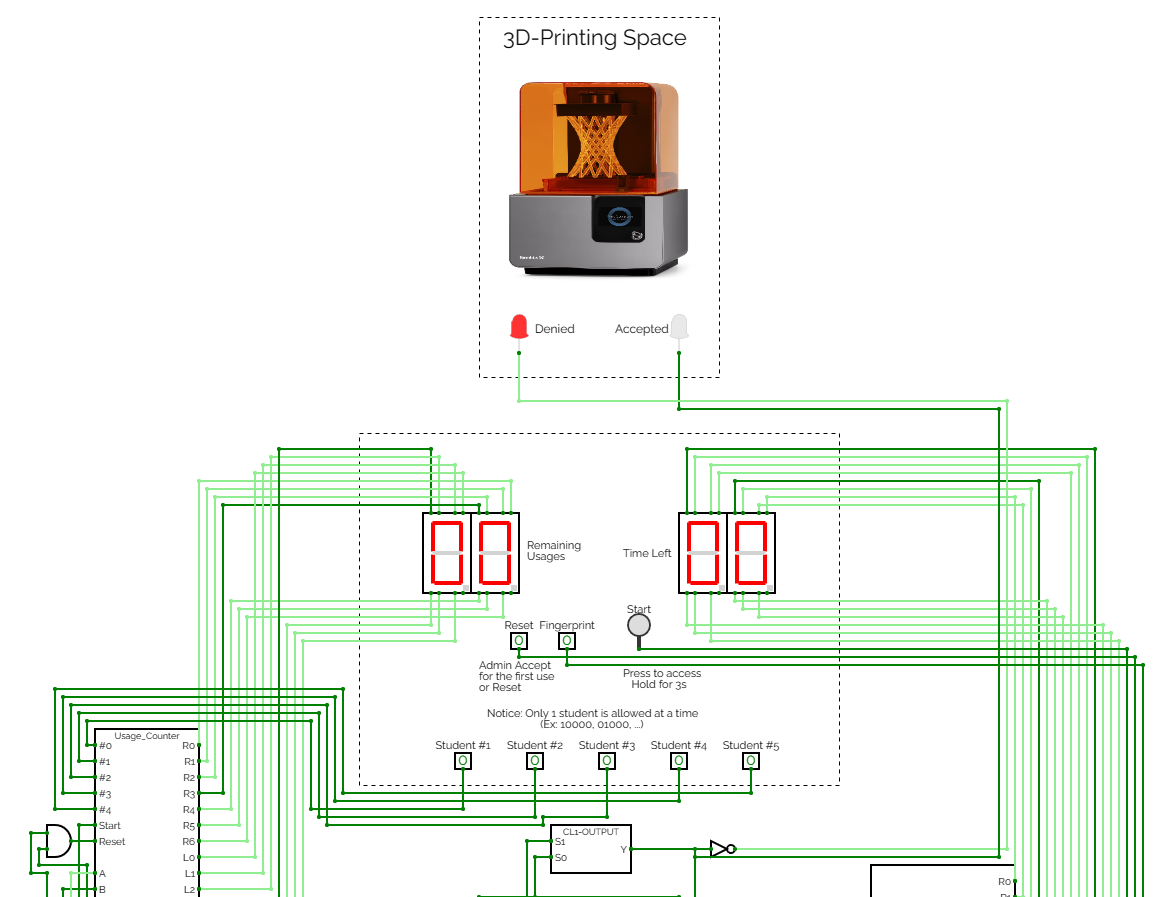 3D-Printing Space
Denied
Accepted
Remaining
Usages
Time Left
Start
Reset
Fingerprint
0
0
Admin Accept
for the first use
or Reset
Press to access
Hold for 3s
Notice: Only 1 student is allowed at a time
(Ex: 10000, 01000, ...)
Student #1
Student #2
Student #3
Student #4
Student #5
0
0
0
0
0
Usage_Counter
#0
#1
#2
#3
#4
Start
Reset
A
B
R0
R1
R2
R3
R4
R5
R6
L0
L1
L2
CL1-OUTPUT
S1
S0
Y
R0